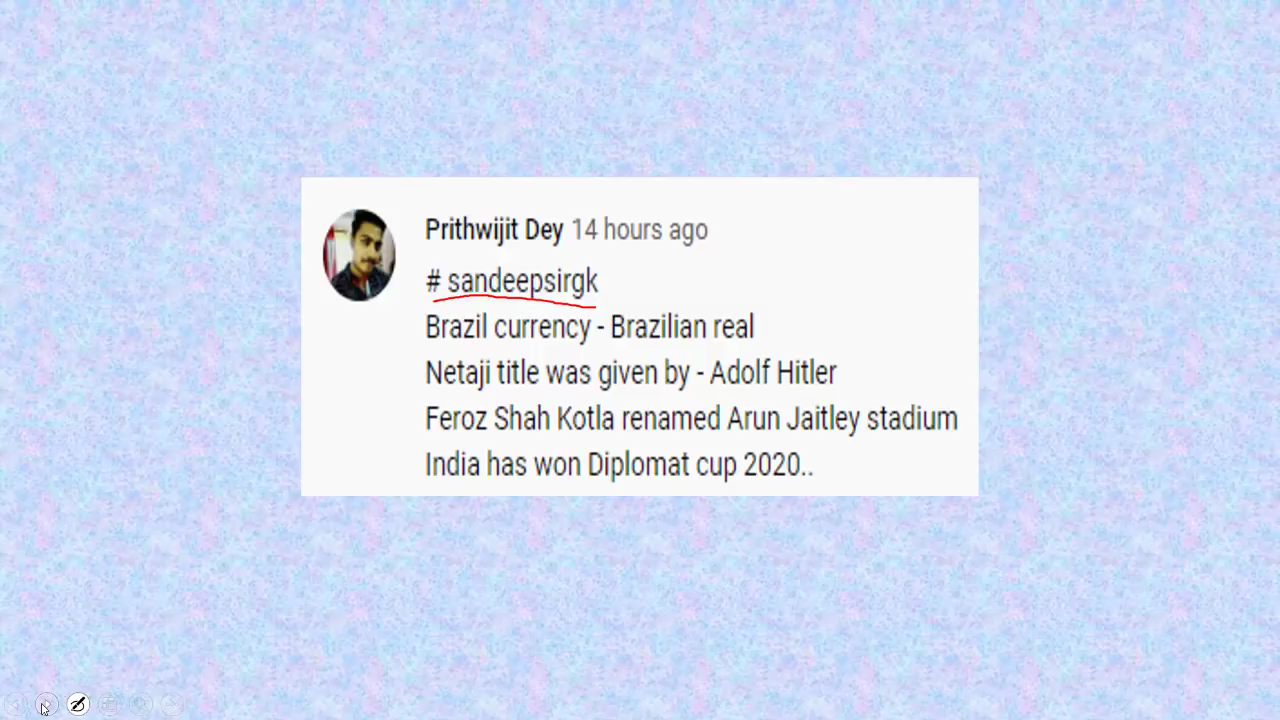 Prithwijit Dey 14 hours ago
# sandeepsirgk
Brazil currency - Brazilian real
Netaji title was given by - Adolf Hitler
Feroz Shah Kotla renamed Arun Jaitley stadium
India has won Diplomat cup 2020..